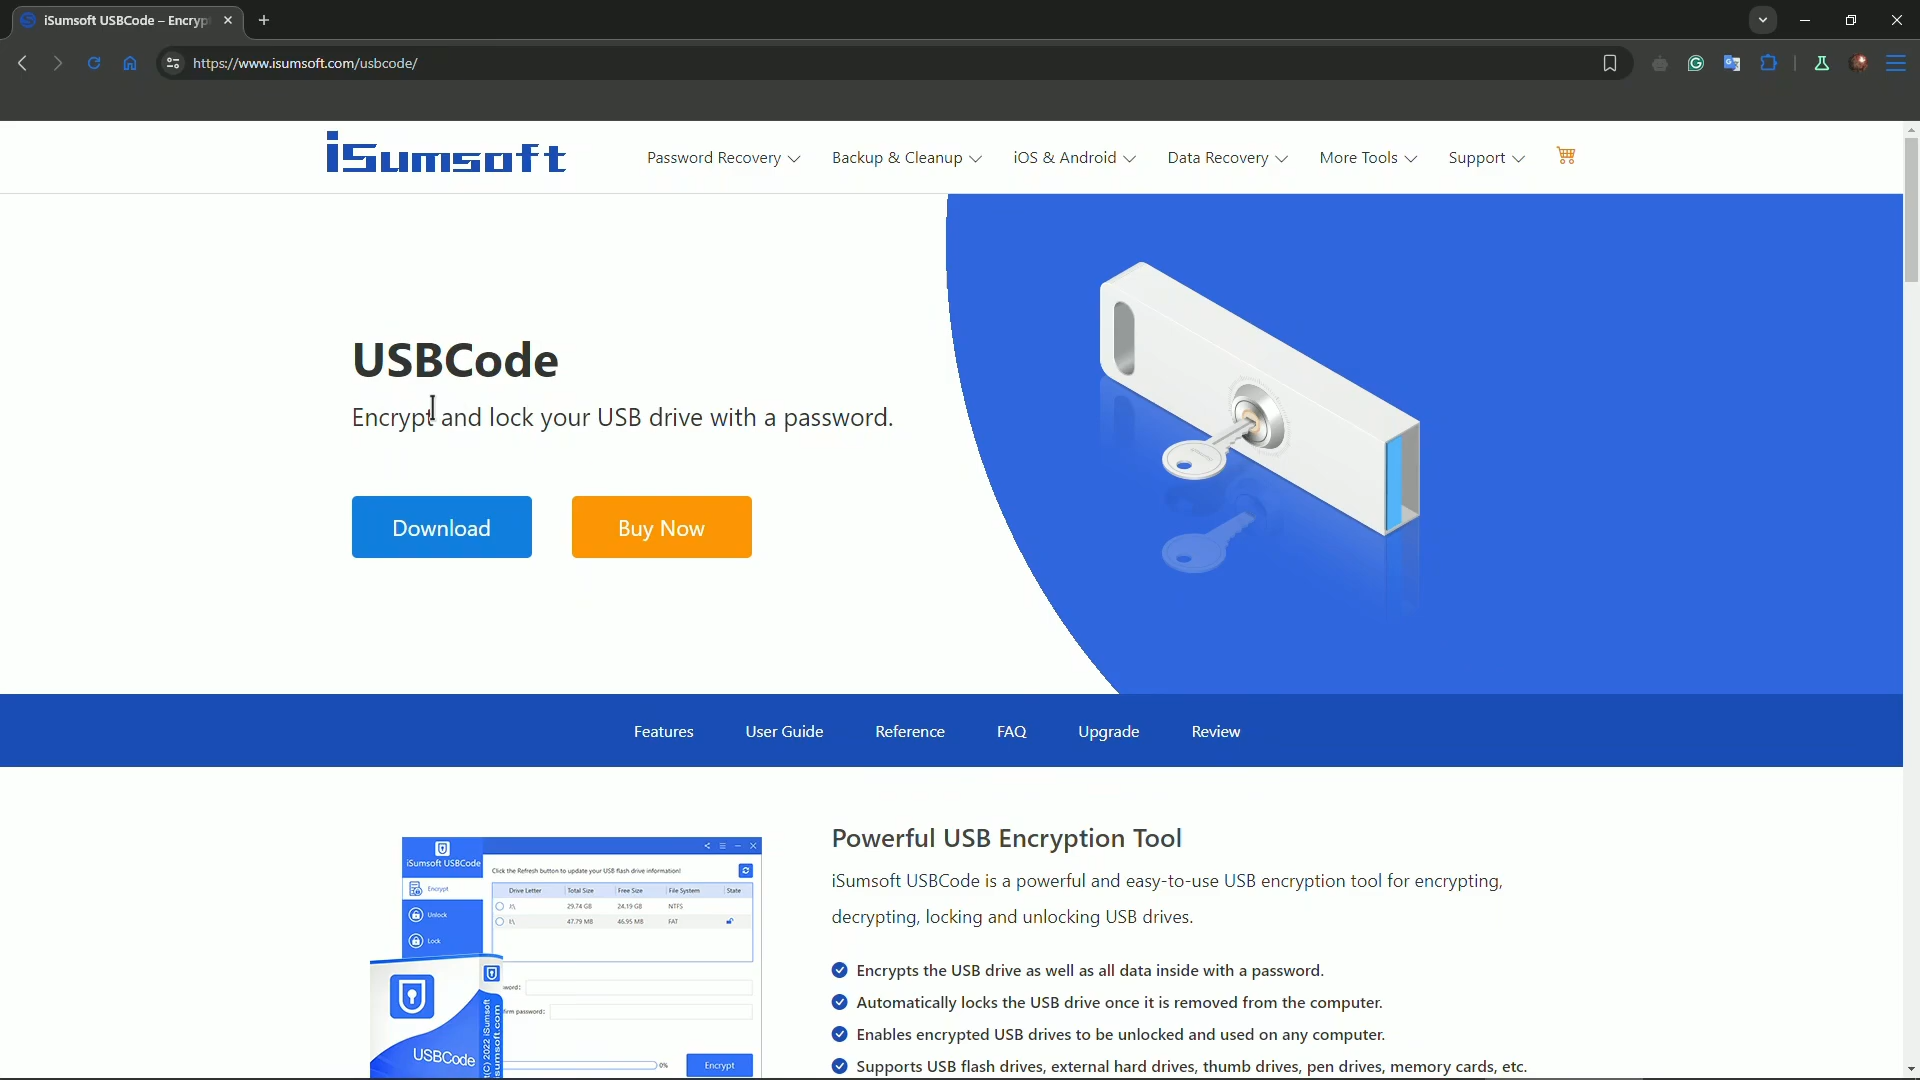 iSumsoft USBCode – Encryp
https://www.isumsoft.com/usbcode/
iSumsoft
Password Recovery
Backup & Cleanup
iOS & Android
Data Recovery
More Tools
Support
USBCode
Encrypt and lock your USB drive with a password.
Download
Buy Now
Features
User Guide
Reference
FAQ
Upgrade
Review
Powerful USB Encryption Tool
iSumsoft USBCode is a powerful and easy-to-use USB encryption tool for encrypting,
decrypting, locking and unlocking USB drives.
Encrypts the USB drive as well as all data inside with a password.
Automatically locks the USB drive once it is removed from the computer.
Enables encrypted USB drives to be unlocked and used on any computer.
Supports USB flash drives, external hard drives, thumb drives, pen drives, memory cards, etc.
iSumsoft USBCode
Encrypt
Unlock
Lock
Click the Refresh button to update your USB flash drive information!
Drive Letter Total Size Free Size File System State
29.74 GB 24.19 GB NTFS
47.79 MB 46.95 MB FAT
word:
irm password:
0%
Encrypt
USBCode
t(C) 2022 iSumsoft
sumsoft.com